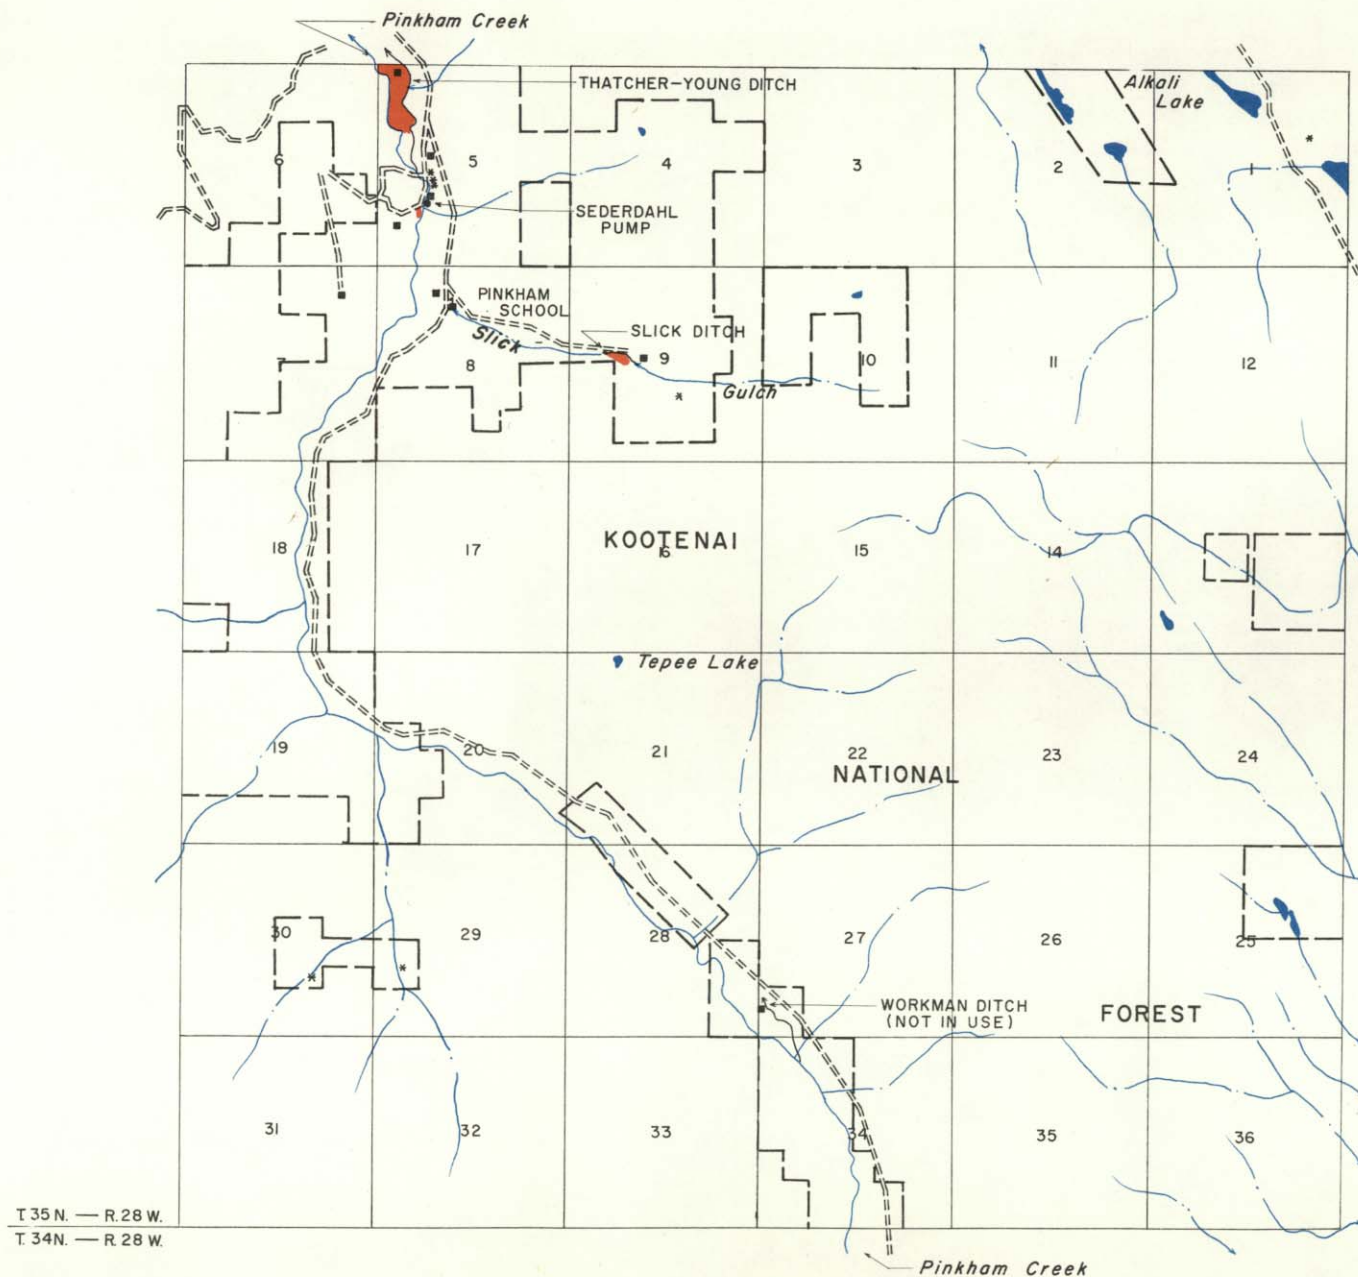 Pinkham Creek
THATCHER-YOUNG DITCH
Alkali
Lake
6
5
4
3
2
1
SEDERDAHL
PUMP
PINKHAM
SCHOOL
SLICK DITCH
Slick
8
9
10
11
12
Gulch
KOOTENAI
18
17
16
15
14
Tepee Lake
19
20
21
22
23
24
NATIONAL
30
29
28
27
26
25
WORKMAN DITCH
(NOT IN USE)
FOREST
31
32
33
34
35
36
T.35 N. — R.28 W.
T. 34 N. — R. 28 W.
Pinkham Creek